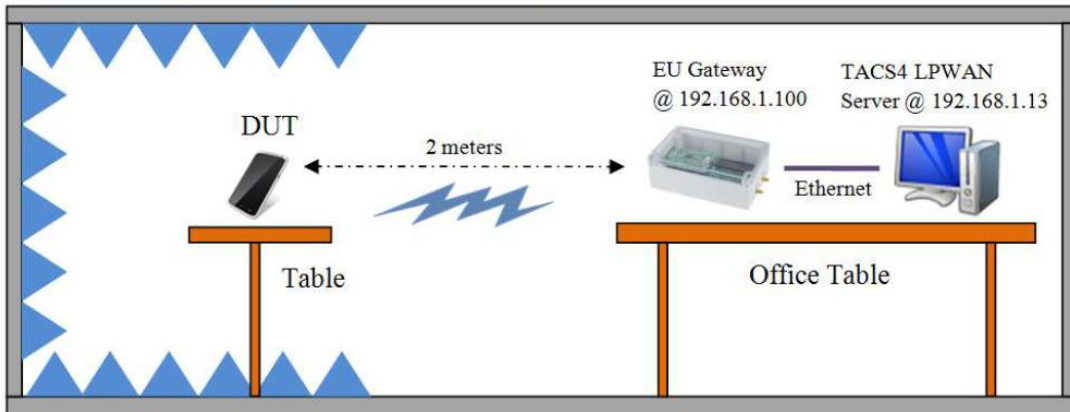 EU Gateway
@ 192.168.1.100
TACS4 LPWAN
Server @ 192.168.1.13
DUT
2 meters
Ethernet
Table
Office Table